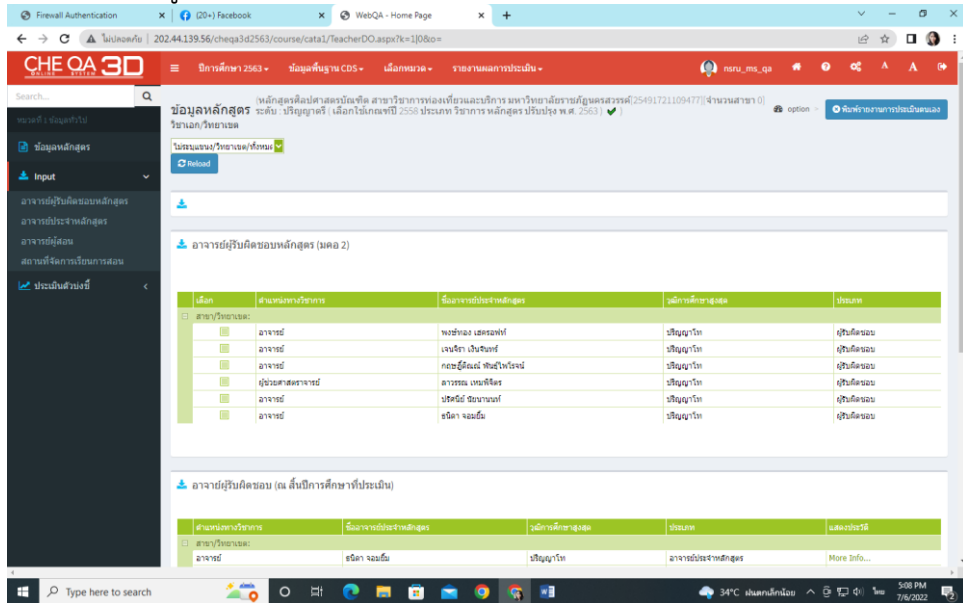 Firewall Authentication
(20+) Facebook
WebQA - Home Page
ไม่ปลอดภัย | 202.44.139.56/cheqa3d2563/course/cata1/TeacherDO.aspx?k=1|0&o=
CHE QA 3D
ONLINE SYSTEM
ปีการศึกษา 2563
ข้อมูลพื้นฐาน CDS
เลือกหมวด
รายงานผลการประเมิน
nsru_ms_qa
A
A
Search...
หมวดที่ 1 ข้อมูลทั่วไป
ข้อมูลหลักสูตร
Input
อาจารย์ผู้รับผิดชอบหลักสูตร
อาจารย์ประจำหลักสูตร
อาจารย์ผู้สอน
สถานที่จัดการเรียนการสอน
ประเมินตัวบ่งชี้
ข้อมูลหลักสูตร
(หลักสูตรศิลปศาสตรบัณฑิต สาขาวิชาการท่องเที่ยวและบริการ มหาวิทยาลัยราชภัฏนครสวรรค์[25491721109477][จำนวนสาขา 0]
ระดับ : ปริญญาตรี (เลือกใช้เกณฑ์ปี 2558 ประเภท วิชาการ หลักสูตร ปรับปรุง พ.ศ. 2563) )
วิชาเอก/วิทยาเขต
option
พิมพ์รายงานการประเมินตนเอง
ไม่ระบุแขนง/วิทยาเขต/ทั้งหมด
Reload
อาจารย์ผู้รับผิดชอบหลักสูตร (มคอ 2)
เลือก ตำแหน่งทางวิชาการ ชื่ออาจารย์ประจำหลักสูตร วุฒิการศึกษาสูงสุด ประเภท
สาขา/วิทยาเขต:
อาจารย์ พงษ์ทอง เฮครอฟท์ ปริญญาโท ผู้รับผิดชอบ
อาจารย์ เจนจิรา เงินจันทร์ ปริญญาโท ผู้รับผิดชอบ
อาจารย์ ปริญญาโท ผู้รับผิดชอบ
ผู้ช่วยศาสตราจารย์ ลาวรรณ เหมพิจิตร ปริญญาโท ผู้รับผิดชอบ
อาจารย์ ปรัศนีย์ ชัยนานนท์ ปริญญาโท ผู้รับผิดชอบ
อาจารย์ ธนิดา จอมยิ้ม ปริญญาโท ผู้รับผิดชอบ
อาจาย์ผู้รับผิดชอบ (ณ สิ้นปีการศึกษาที่ประเมิน)
ตำแหน่งทางวิชาการ ชื่ออาจารย์ประจำหลักสูตร วุฒิการศึกษาสูงสุด ประเภท แสดงประวัติ
สาขา/วิทยาเขต:
อาจารย์ ธนิดา จอมยิ้ม ปริญญาโท อาจารย์ประจำหลักสูตร More Info...
Type here to search
34°C ฝนตกเล็กน้อย
ไทย
5:08 PM
7/6/2022
2